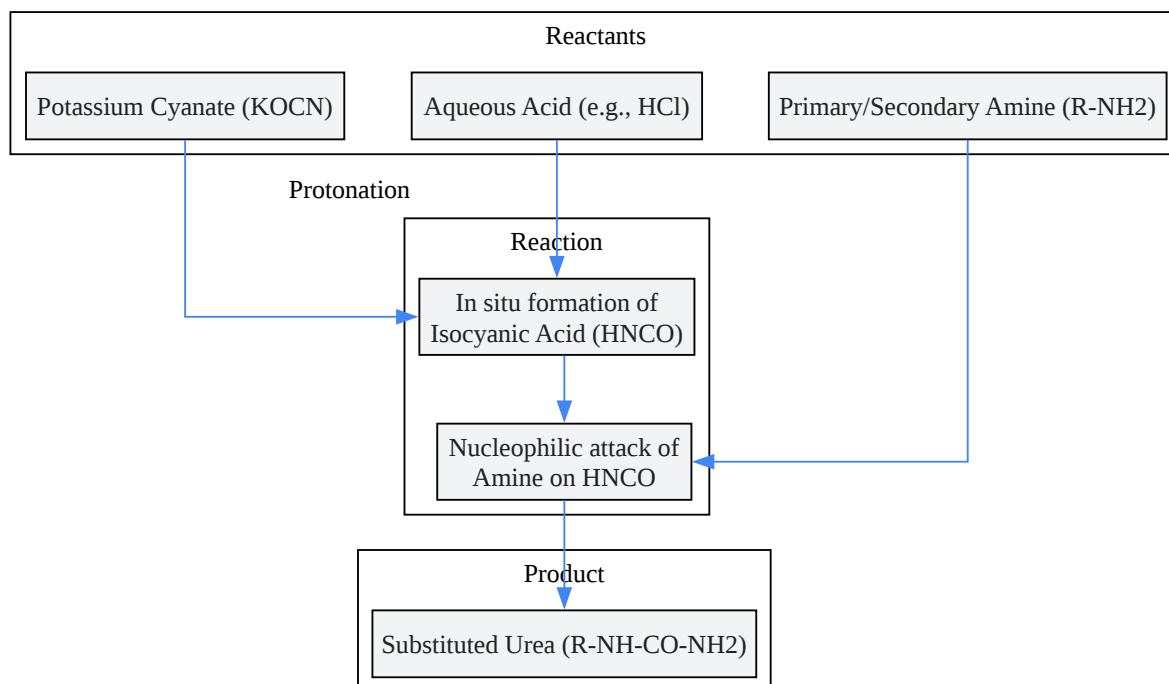 Reactants
Potassium Cyanate (KOCN)
Aqueous Acid (e.g., HCl)
Primary/Secondary Amine (R-NH2)
Protonation
Reaction
In situ formation of
Isocyanic Acid (HNCO)
Nucleophilic attack of
Amine on HNCO
Product
Substituted Urea (R-NH-CO-NH2)